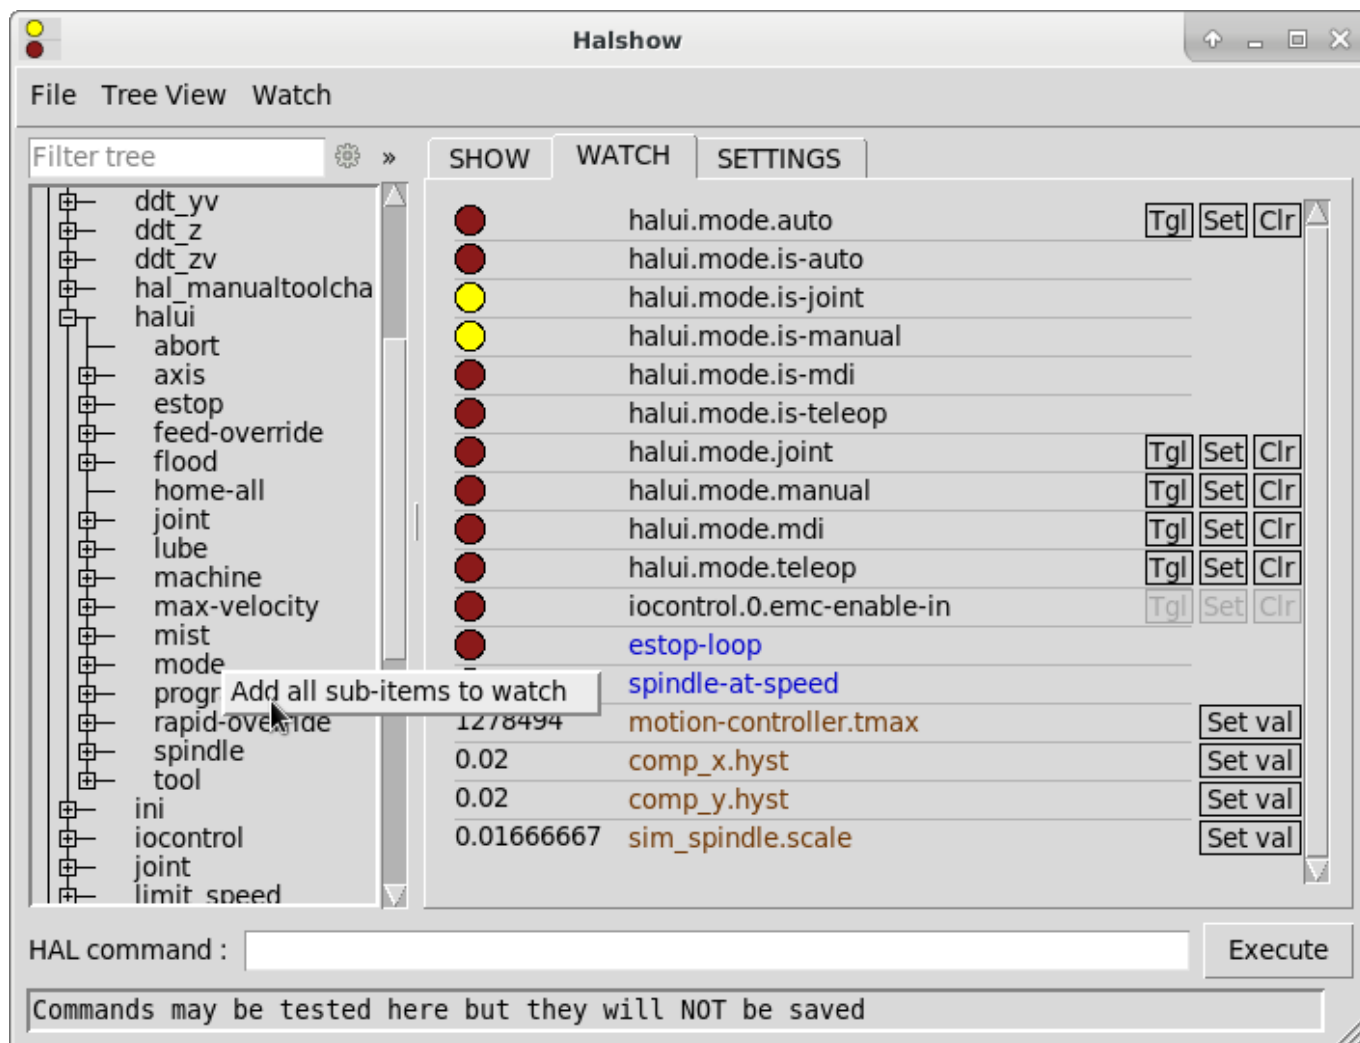 Halshow
File Tree View Watch
Filter tree »
SHOW WATCH SETTINGS
ddt_yv
ddt_z
ddt_zv
hal_manualtoolcha
halui
abort
axis
estop
feed-override
flood
home-all
joint
lube
machine
max-velocity
mist
mode
progr
rapid-override
spindle
tool
ini
iocontrol
joint
limit_speed
Add all sub-items to watch
halui.mode.auto Tgl Set Clr
halui.mode.is-auto
halui.mode.is-joint
halui.mode.is-manual
halui.mode.is-mdi
halui.mode.is-teleop
halui.mode.joint Tgl Set Clr
halui.mode.manual Tgl Set Clr
halui.mode.mdi Tgl Set Clr
halui.mode.teleop Tgl Set Clr
iocontrol.0.emc-enable-in Tgl Set Clr
estop-loop
spindle-at-speed
1278494 motion-controller.tmax Set val
0.02 comp_x.hyst Set val
0.02 comp_y.hyst Set val
0.01666667 sim_spindle.scale Set val
HAL command : Execute
Commands may be tested here but they will NOT be saved